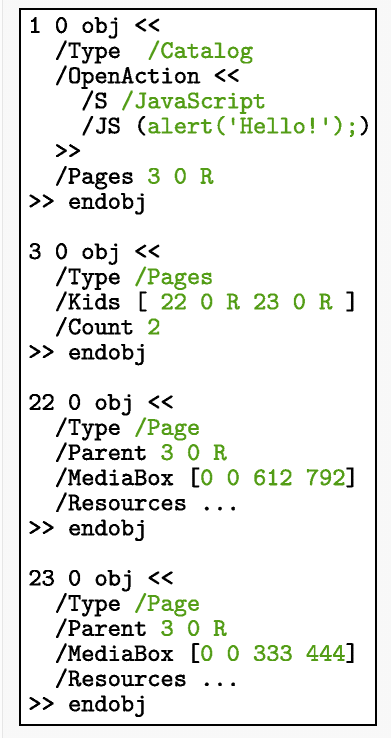 1 0 obj <<
/Type /Catalog
/OpenAction <<
/S /JavaScript
/JS (alert('Hello!');)
>>
/Pages 3 0 R
>> endobj
3 0 obj <<
/Type /Pages
/Kids [ 22 0 R 23 0 R ]
/Count 2
>> endobj
22 0 obj <<
/Type /Page
/Parent 3 0 R
/MediaBox [0 0 612 792]
/Resources ...
>> endobj
23 0 obj <<
/Type /Page
/Parent 3 0 R
/MediaBox [0 0 333 444]
/Resources ...
>> endobj